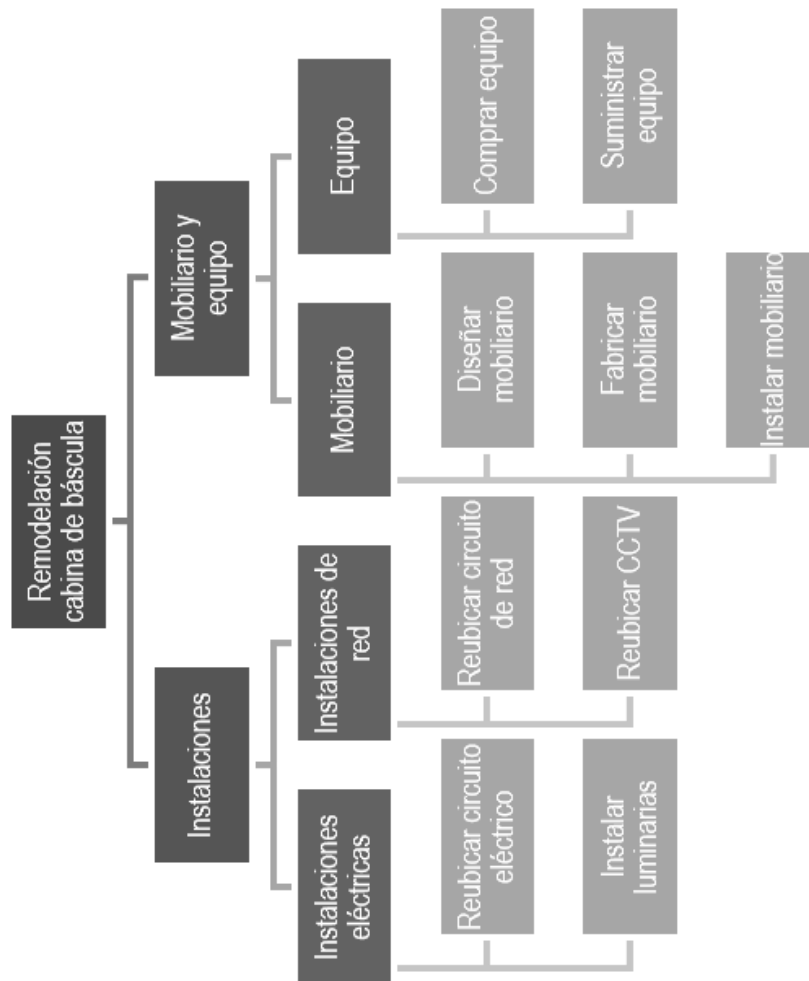 Remodelación
cabina de báscula
Instalaciones
Mobiliario y
equipo
Instalaciones
eléctricas
Instalaciones de
red
Mobiliario
Equipo
Reubicar circuito
eléctrico
Reubicar circuito
de red
Diseñar
mobiliario
Comprar equipo
Instalar
luminarias
Reubicar CCTV
Fabricar
mobiliario
Suministrar
equipo
Instalar mobiliario